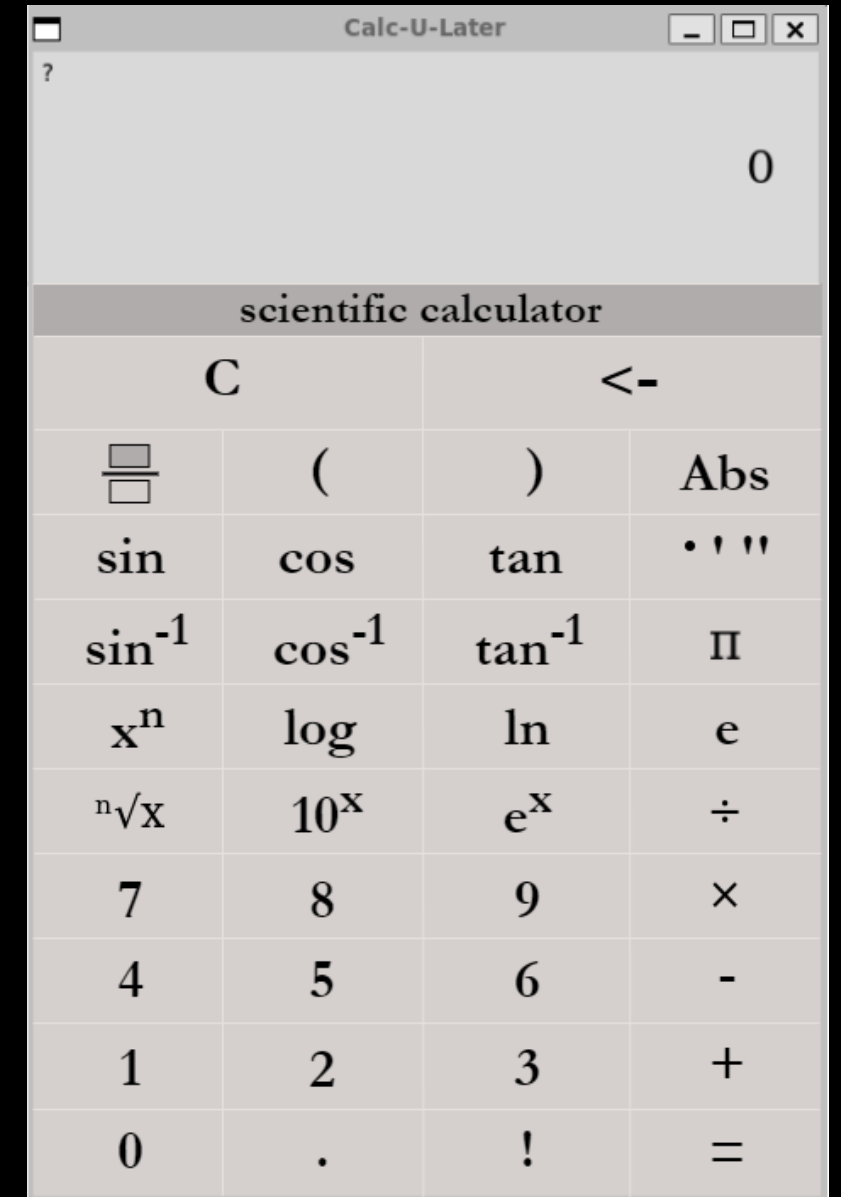 Calc-U-Later
?
0
scientific calculator
C <-
( ) Abs
sin cos tan • ' "
sin⁻¹ cos⁻¹ tan⁻¹ π
xⁿ log ln e
ⁿ√x 10ˣ eˣ ÷
7 8 9 ×
4 5 6 -
1 2 3 +
0 . ! =